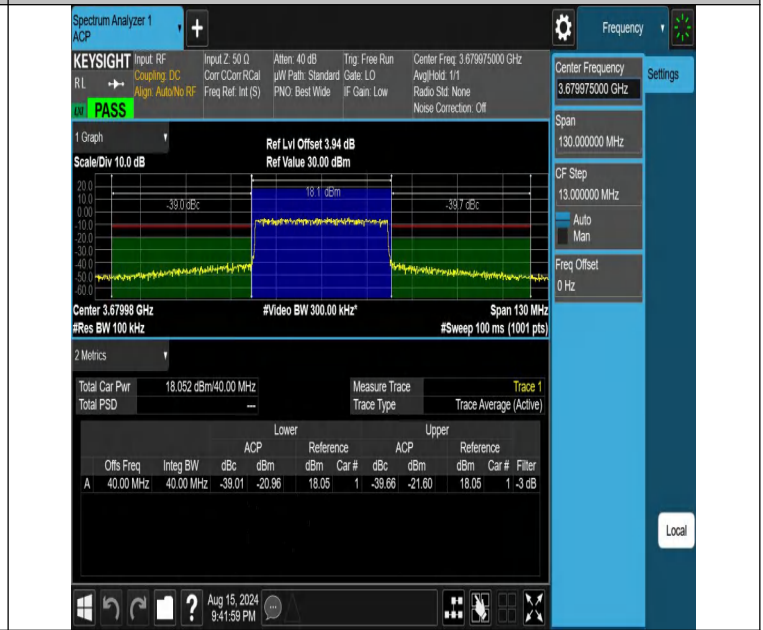 Spectrum Analyzer 1
ACP
+
Frequency
KEYSIGHT
RL
PASS
Input: RF
Coupling: DC
Align: Auto/No RF
Input Z: 50 Ω
Corr CCorr RCal
Freq Ref: Int (S)
Atten: 40 dB
µW Path: Standard
PNO: Best Wide
Trig: Free Run
Gate: LO
IF Gain: Low
Center Freq: 3.679975000 GHz
Avg|Hold: 1/1
Radio Std: None
Noise Correction: Off
Center Frequency
3.679975000 GHz
Settings
Span
130.000000 MHz
CF Step
13.000000 MHz
Auto
Man
Freq Offset
0 Hz
1 Graph
Scale/Div 10.0 dB
Ref Lvl Offset 3.94 dB
Ref Value 30.00 dBm
20.0
10.0
0.00
-10.0
-20.0
-30.0
-40.0
-50.0
-60.0
-39.0 dBc
18.1 dBm
-39.7 dBc
Center 3.67998 GHz
#Video BW 300.00 kHz*
Span 130 MHz
#Res BW 100 kHz
#Sweep 100 ms (1001 pts)
2 Metrics
Total Car Pwr 18.052 dBm/40.00 MHz
Measure Trace Trace 1
Total PSD ---
Trace Type Trace Average (Active)
Lower Upper
ACP Reference ACP Reference
Offs Freq Integ BW dBc dBm dBm Car # dBc dBm dBm Car # Filter
A 40.00 MHz 40.00 MHz -39.01 -20.96 18.05 1 -39.66 -21.60 18.05 1 -3 dB
Local
?
Aug 15, 2024
9:41:59 PM